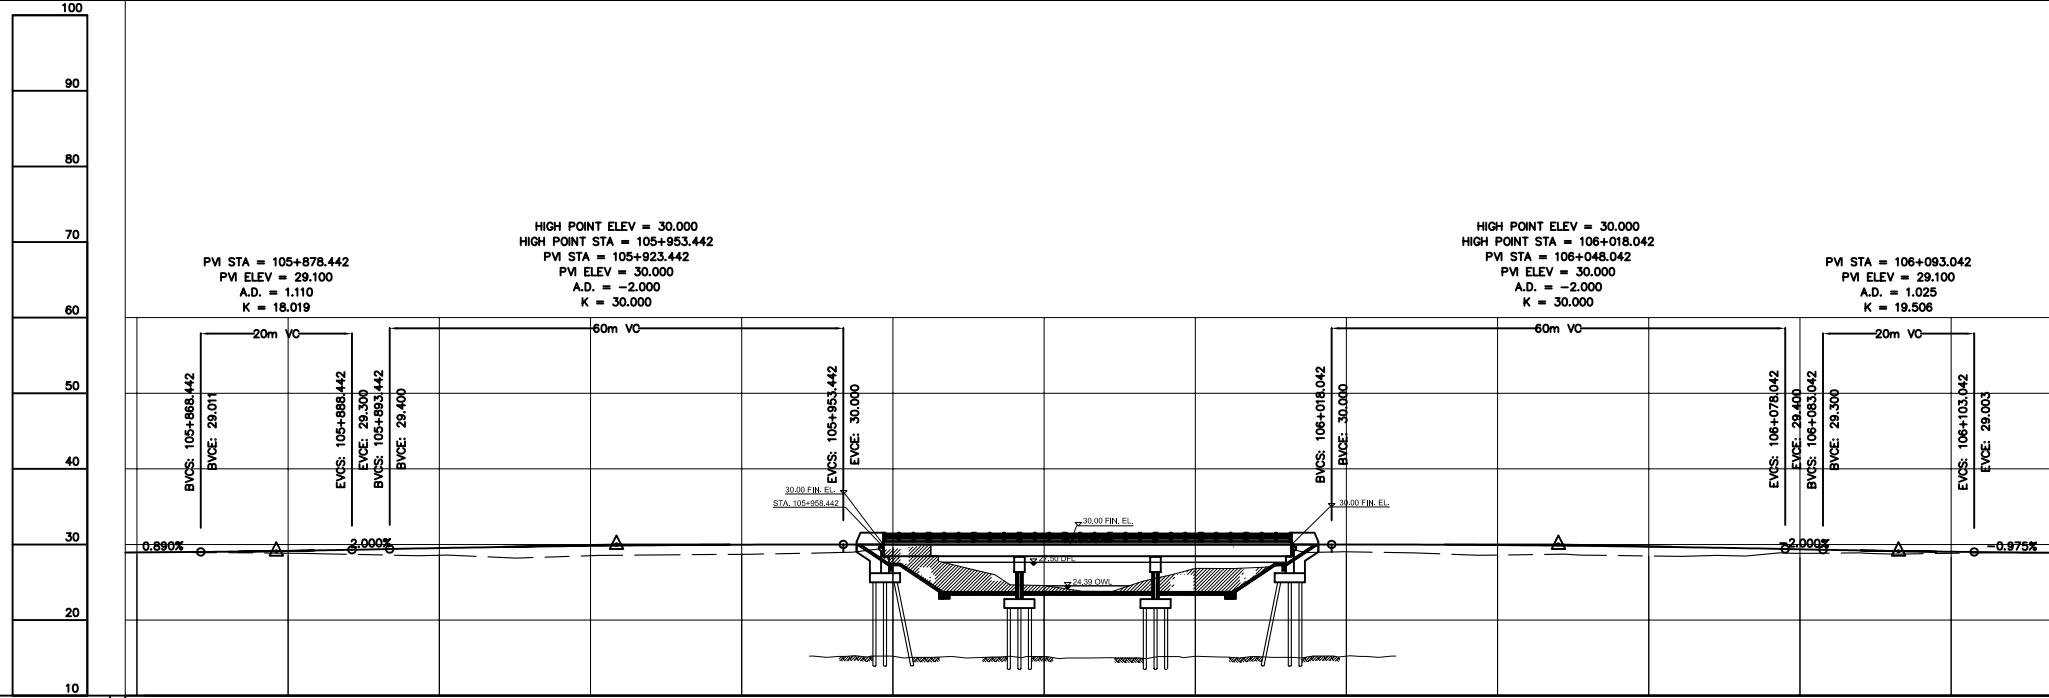 100
90
80
70
60
50
40
30
20
10
PVI STA = 105+878.442
PVI ELEV = 29.100
A.D. = 1.110
K = 18.019
20m VC
HIGH POINT ELEV = 30.000
HIGH POINT STA = 105+953.442
PVI STA = 105+923.442
PVI ELEV = 30.000
A.D. = -2.000
K = 30.000
60m VC
HIGH POINT ELEV = 30.000
HIGH POINT STA = 106+018.042
PVI STA = 106+048.042
PVI ELEV = 30.000
A.D. = -2.000
K = 30.000
60m VC
PVI STA = 106+093.042
PVI ELEV = 29.100
A.D. = 1.025
K = 19.506
20m VC
BVCS: 105+868.442
BVCE: 29.011
EVCS: 105+888.442
EVCE: 29.300
BVCS: 105+893.442
BVCE: 29.400
EVCS: 105+953.442
EVCE: 30.000
BVCS: 106+018.042
BVCE: 30.000
EVCS: 106+078.042
EVCE: 29.400
BVCS: 106+083.042
BVCE: 29.300
EVCS: 106+103.042
EVCE: 29.003
30.00 FIN. EL.
STA. 105+958.442
30.00 FIN. EL.
30.00 FIN. EL.
0.890%
2.000%
-2.000%
-0.975%
27.50 DFL
24.39 OWL